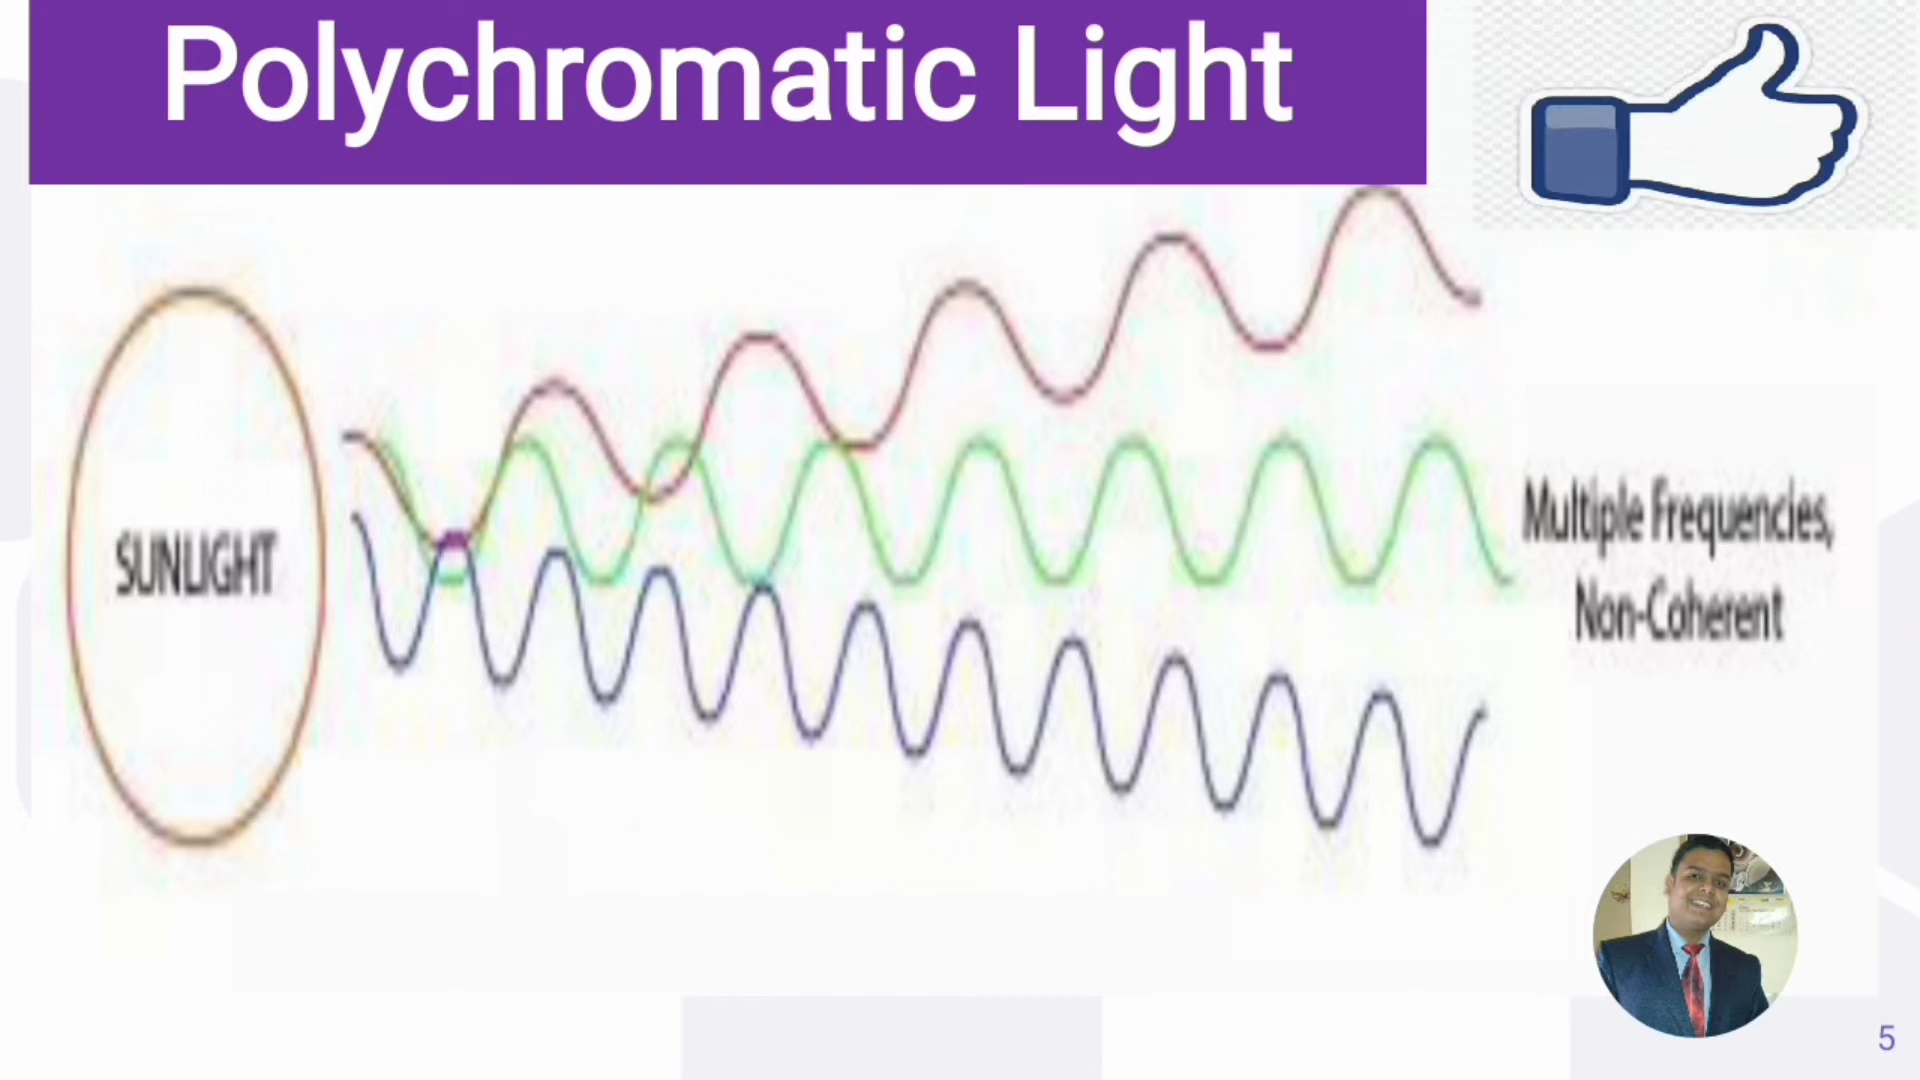 Polychromatic Light
SUNLIGHT
Multiple Frequencies,
Non-Coherent
5